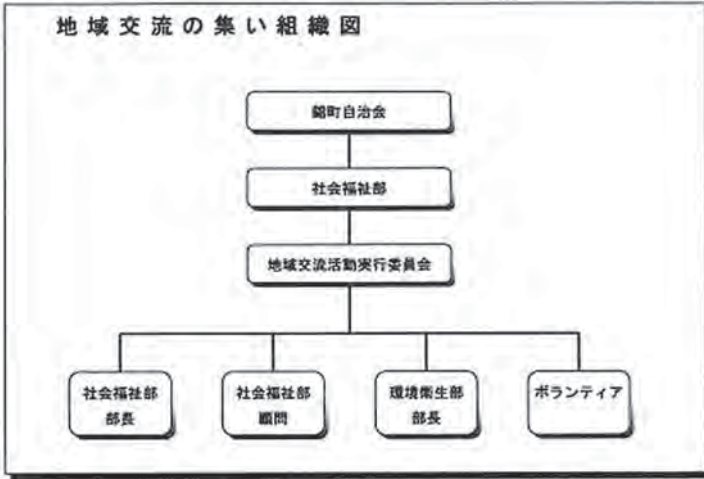 地域交流の集い組織図
錦町自治会
社会福祉部
地域交流活動実行委員会
社会福祉部
部長
社会福祉部
顧問
環境衛生部
部長
ボランティア